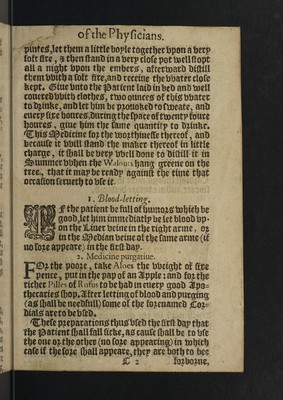 of the Physicians.
pintes, let them a little boyle together vpon a very
soft fire, & then stand in a very close pot well stopt
all a night vpon the embers, afterward distill
them vvith a soft fire, and receiue the vvater close
kept. Giue vnto the Patient laid in bed and well
couered vvith clothes, two ounces of this vvater
to drinke, and let him be prouoked to sweate, and
euery sixe houres, during the space of twenty foure
houres, giue him the same quantity to drinke.
This Medicine for the vvorthinesse thereof, and
because it vvill stand the maker thereof in little
charge, it shall be very vvell done to distill it in
Summer vvhen the Walnuts hang greene on the
tree, that it may be ready against the time that
occasion serueth to vse it.
1. Blood-letting.
IF the patient be full of humors which be
good, let him immediatly be let blood vp-
on the Liuer veine in the right arme, or
in the Median veine of the same arme (if
no sore appeare) in the first day.
2. Medicine purgatiue.
FOr the poore, take Aloes the vveight of sixe
pence, put in the pap of an Apple: and for the
richer Pilles of Rufus to be had in euery good Apo-
thecaries shop. After letting of blood and purging
(as shall be needfull) some of the forenamed Cor-
dials are to be vsed.
These preparations thus vsed the first day that
the Patient shall fall sicke, as cause shall be to vse
the one or the other (no sore appearing) in which
case if the sore shall appeare, they are both to bee
C 2 forborne,